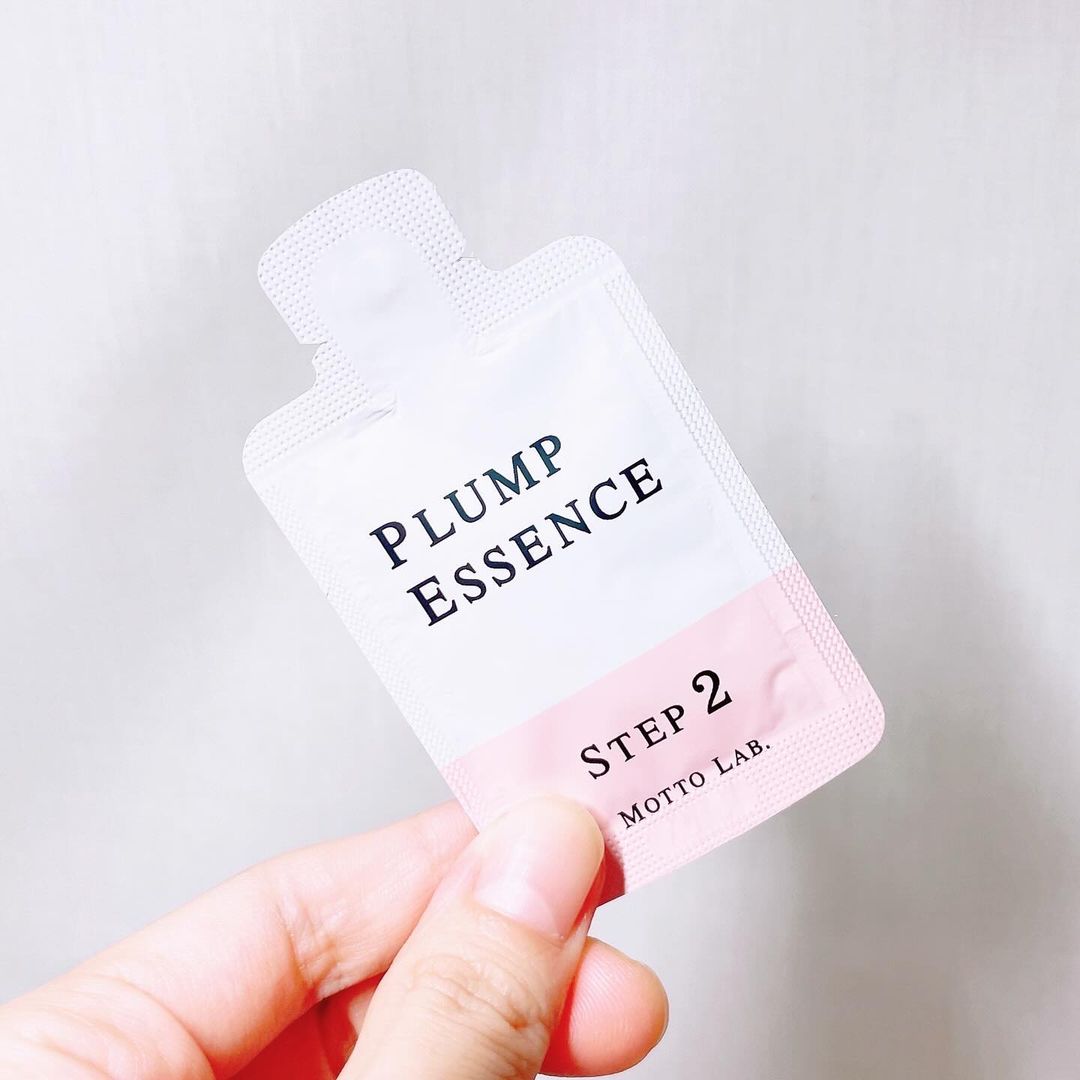 PLUMP
ESSENCE
STEP 2
MOTTO LAB.